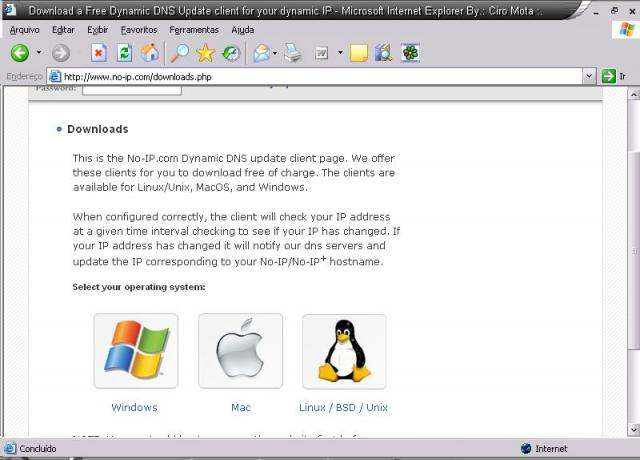 Download a Free Dynamic DNS Update client for your dynamic IP - Microsoft Internet Explorer By.: Ciro Mota :.
Arquivo Editar Exibir Favoritos Ferramentas Ajuda
Endereço http://www.no-ip.com/downloads.php Ir
Password:
Downloads
This is the No-IP.com Dynamic DNS update client page. We offer
these clients for you to download free of charge. The clients are
available for Linux/Unix, MacOS, and Windows.
When configured correctly, the client will check your IP address
at a given time interval checking to see if your IP has changed. If
your IP address has changed it will notify our dns servers and
update the IP corresponding to your No-IP/No-IP+ hostname.
Select your operating system:
Windows Mac Linux / BSD / Unix
Concluído Internet